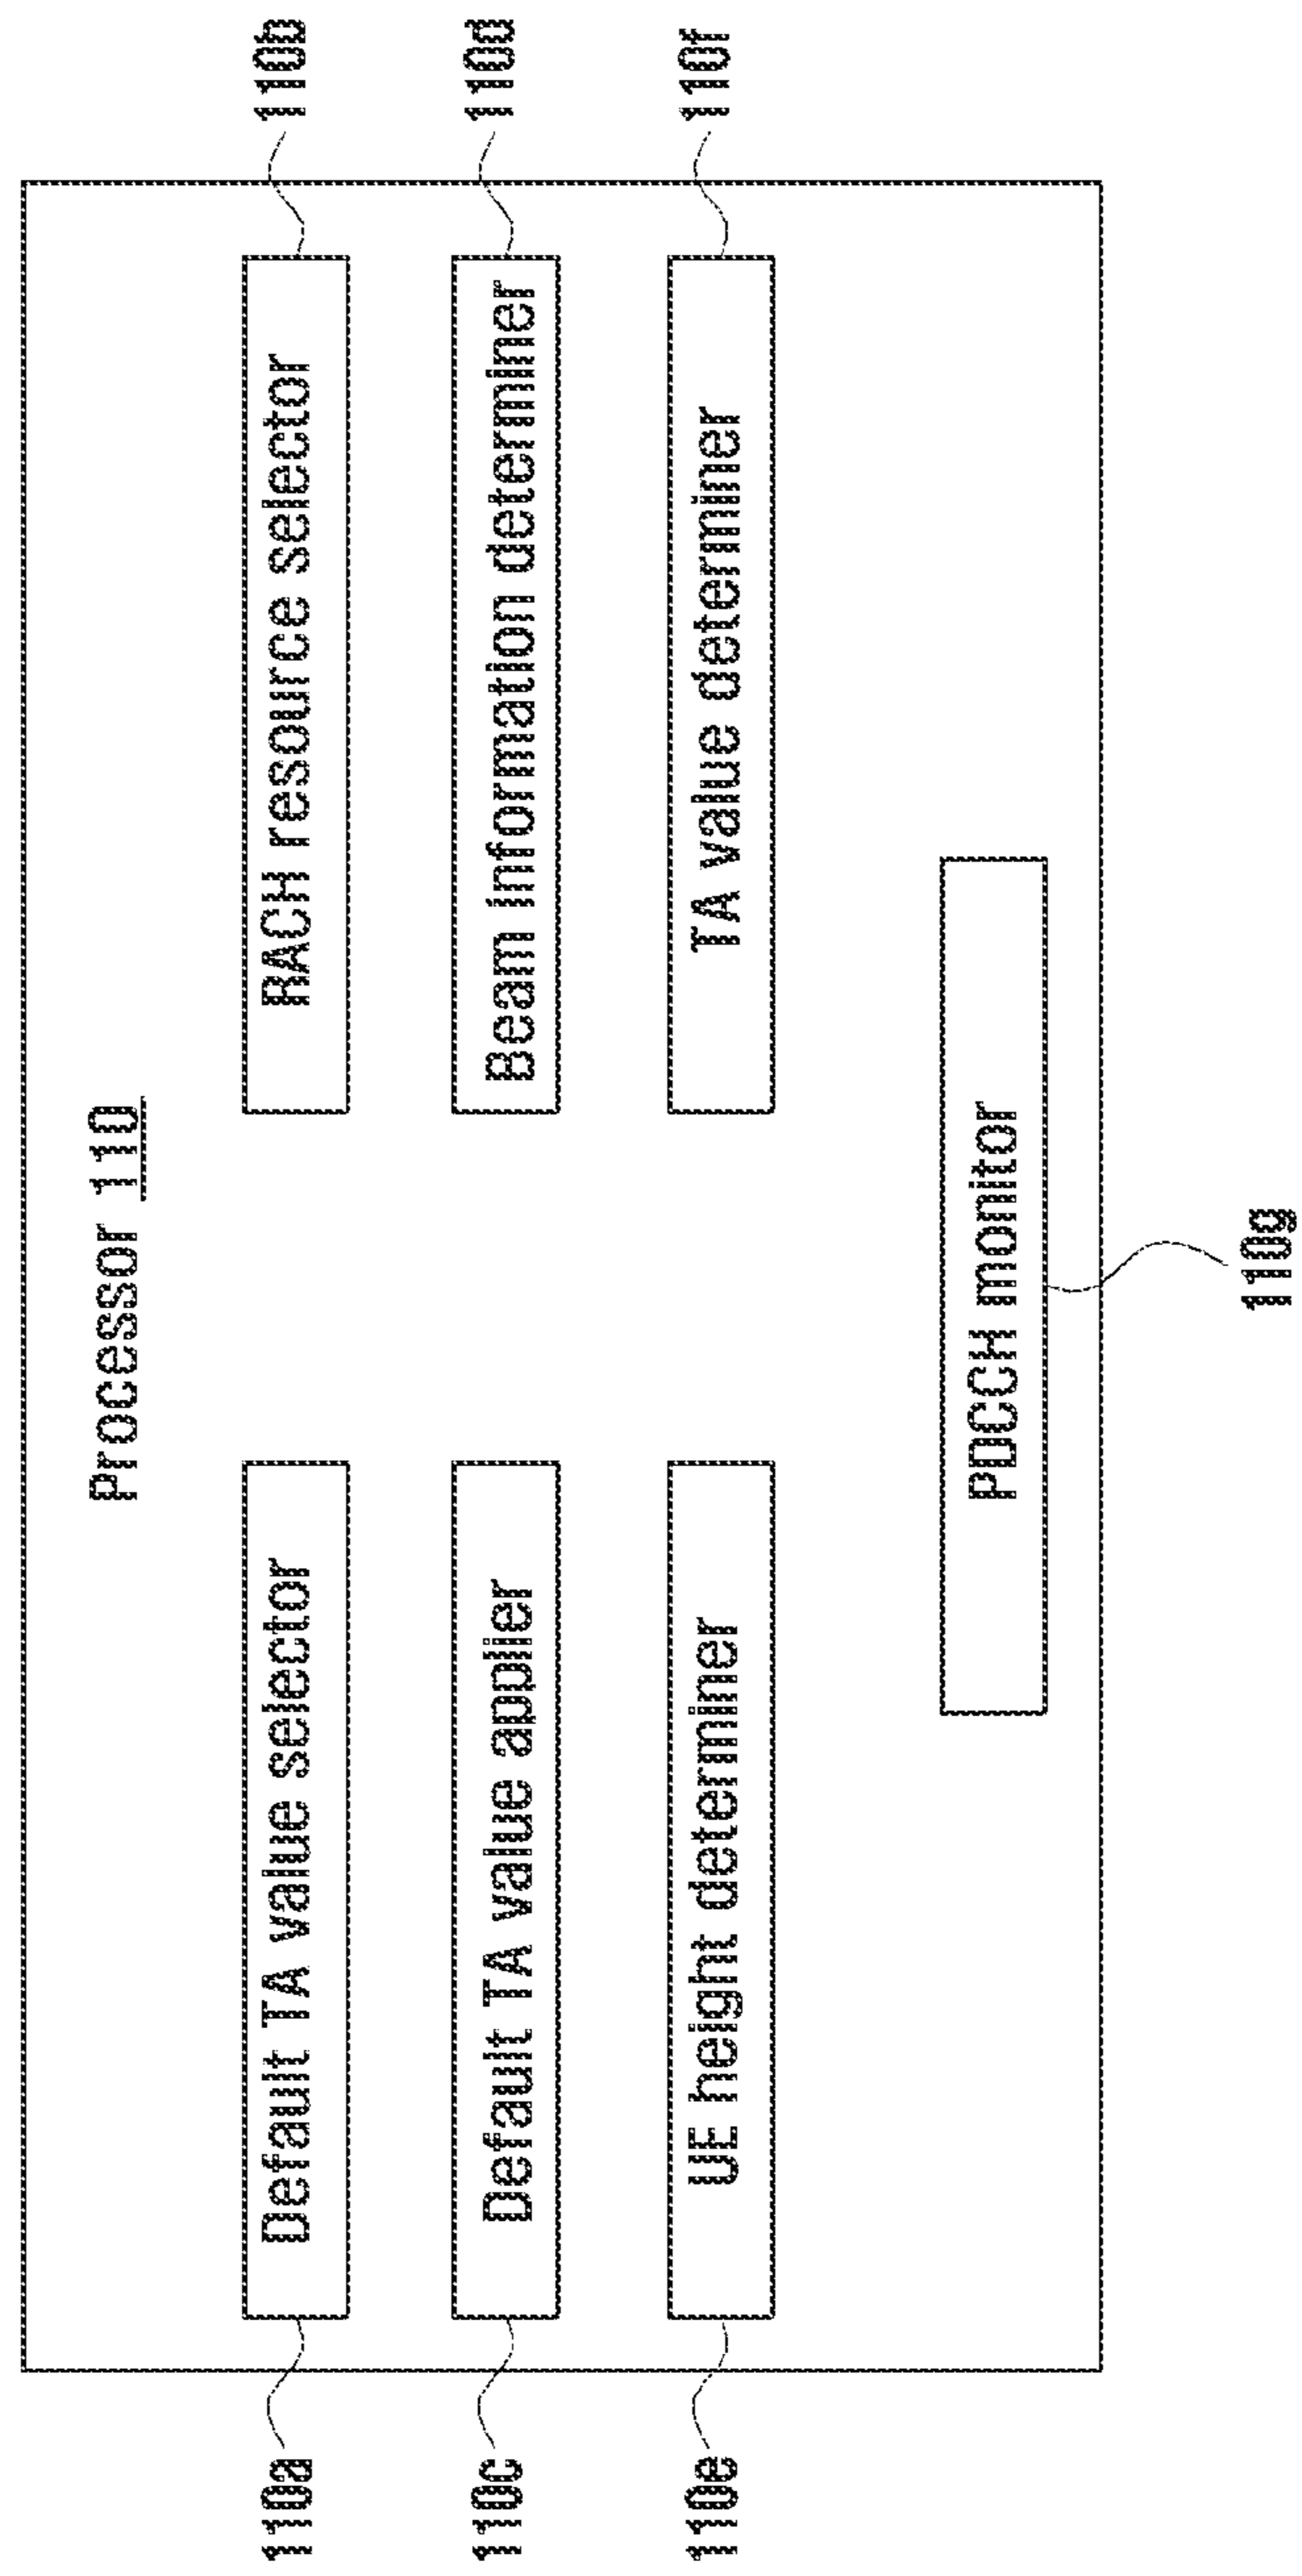 Processor 110
110a
Default TA value selector
RACH resource selector
110b
110c
Default TA value applier
Beam information determiner
110d
110e
UE height determiner
TA value determiner
110f
PDCCH monitor
110g